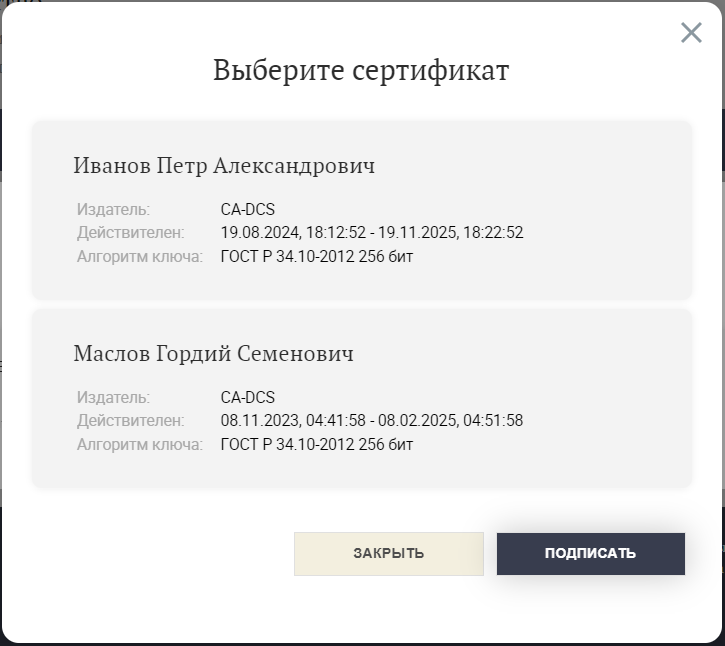 Выберите сертификат
Иванов Петр Александрович
Издатель: CA-DCS
Действителен: 19.08.2024, 18:12:52 - 19.11.2025, 18:22:52
Алгоритм ключа: ГОСТ Р 34.10-2012 256 бит
Маслов Гордий Семенович
Издатель: CA-DCS
Действителен: 08.11.2023, 04:41:58 - 08.02.2025, 04:51:58
Алгоритм ключа: ГОСТ Р 34.10-2012 256 бит
ЗАКРЫТЬ ПОДПИСАТЬ